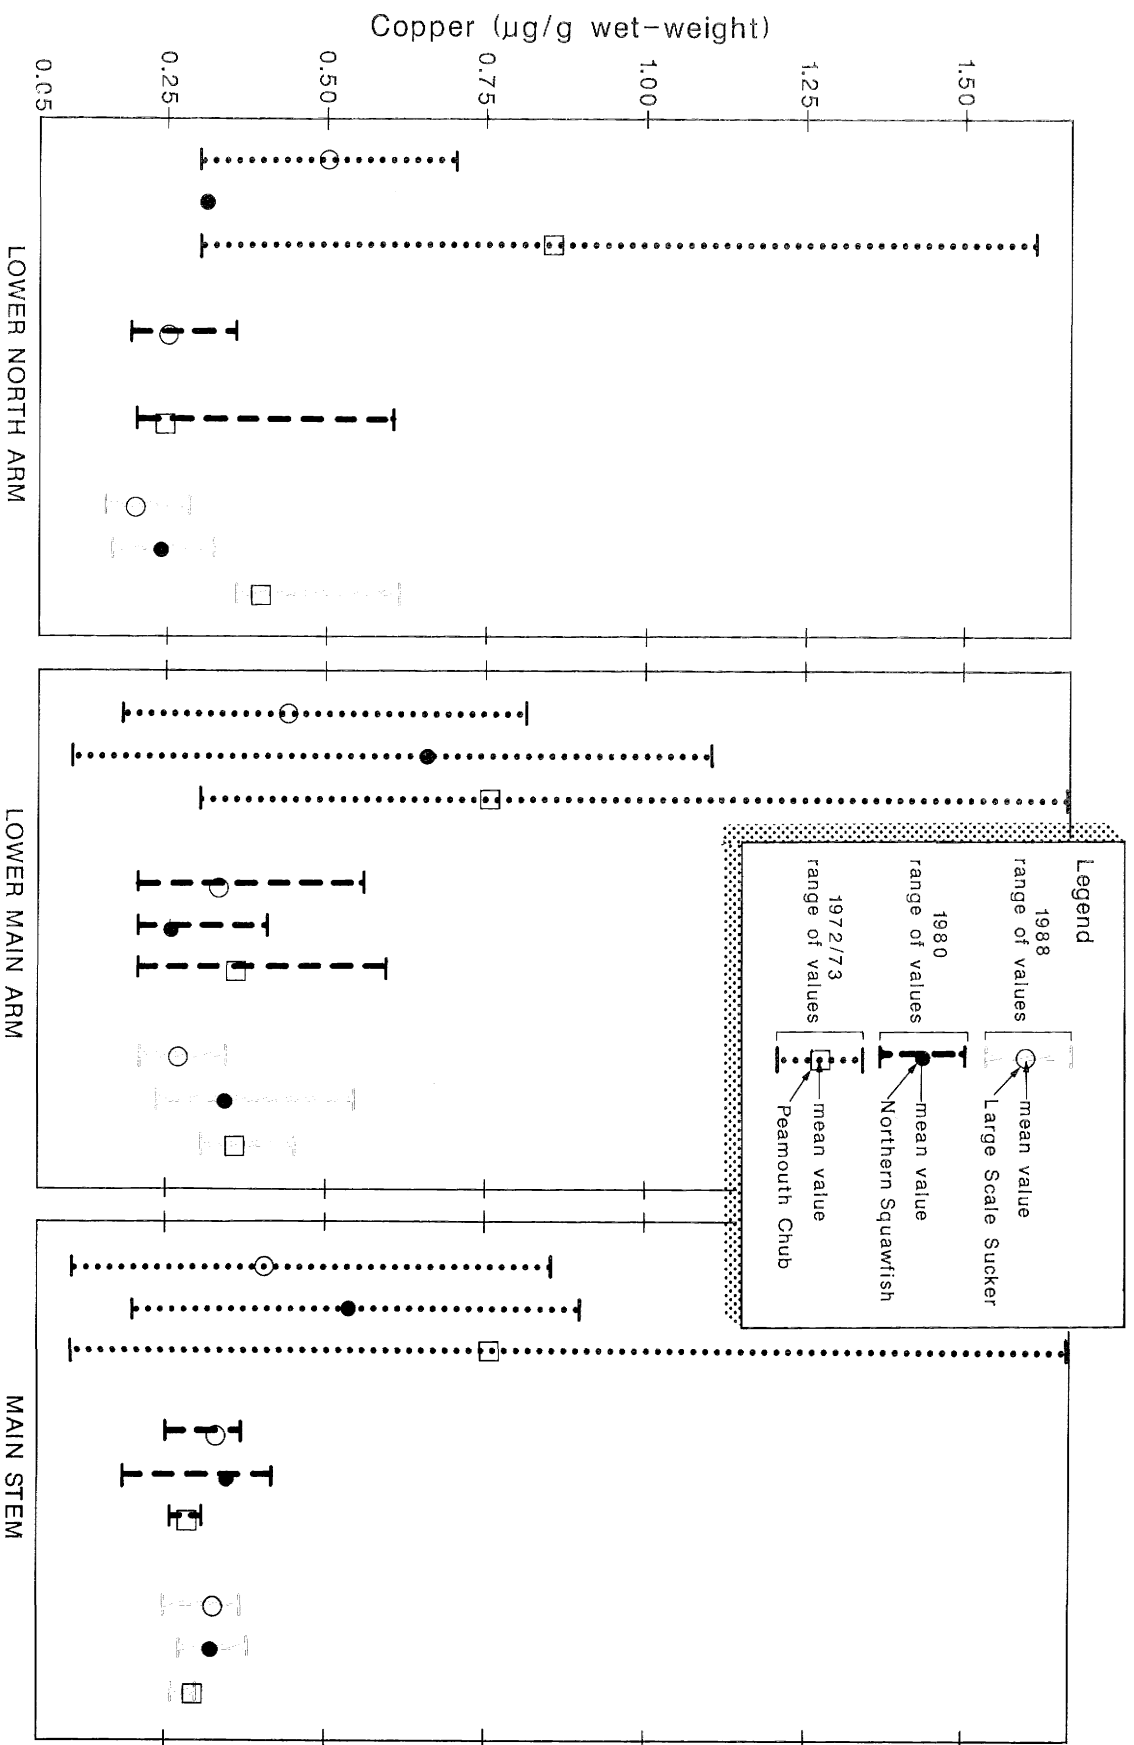 Copper (µg/g wet-weight)
1.50
1.25
1.00
0.75
0.50
0.25
0.05
LOWER NORTH ARM
LOWER MAIN ARM
MAIN STEM
Legend
1988
range of values
mean value
Large Scale Sucker
1980
range of values
mean value
Northern Squawfish
1972/73
range of values
mean value
Peamouth Chub